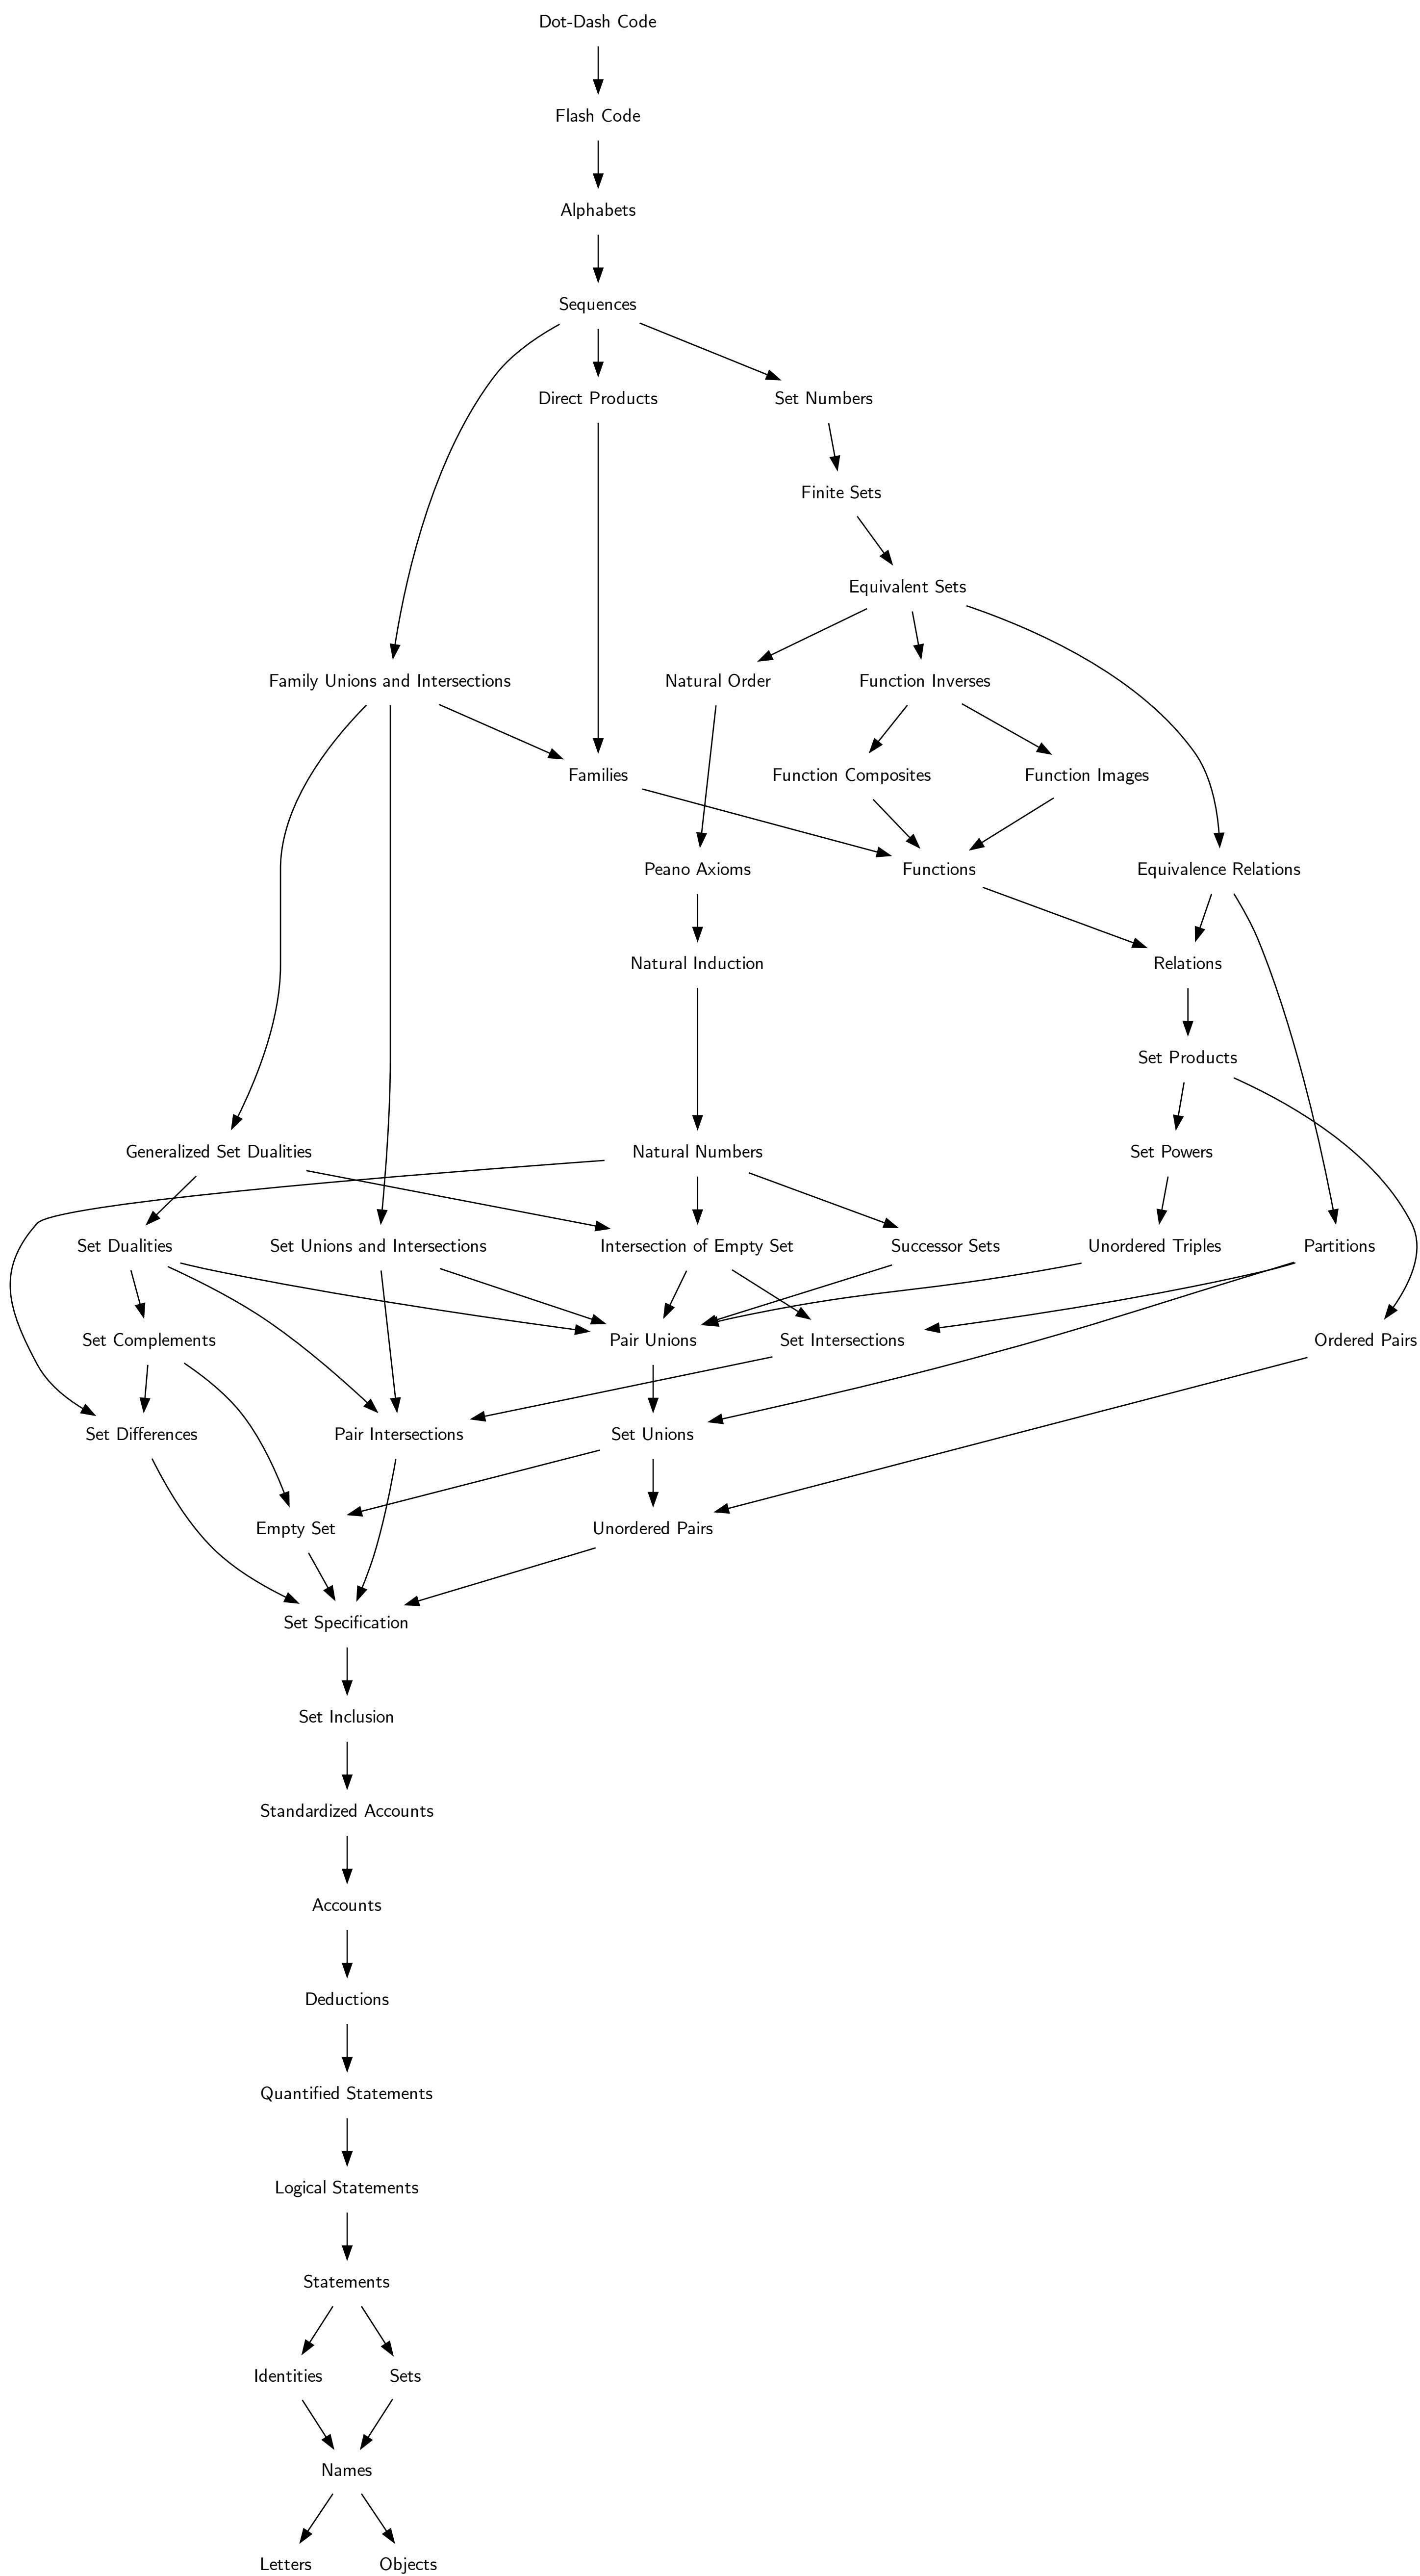 Dot-Dash Code
Flash Code
Alphabets
Sequences
Direct Products
Set Numbers
Finite Sets
Equivalent Sets
Family Unions and Intersections
Natural Order
Function Inverses
Families
Function Composites
Function Images
Peano Axioms
Functions
Equivalence Relations
Natural Induction
Relations
Set Products
Generalized Set Dualities
Natural Numbers
Set Powers
Set Dualities
Set Unions and Intersections
Intersection of Empty Set
Successor Sets
Unordered Triples
Partitions
Set Complements
Pair Unions
Set Intersections
Ordered Pairs
Set Differences
Pair Intersections
Set Unions
Empty Set
Unordered Pairs
Set Specification
Set Inclusion
Standardized Accounts
Accounts
Deductions
Quantified Statements
Logical Statements
Statements
Identities
Sets
Names
Letters
Objects